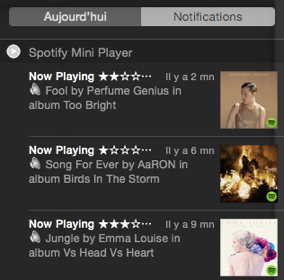 Aujourd'hui
Notifications
Spotify Mini Player
Now Playing ★★☆☆⋯ Il y a 2 mn
Fool by Perfume Genius in
album Too Bright
Now Playing ★☆☆☆⋯ Il y a 6 mn
Song For Ever by AaRON in
album Birds In The Storm
Now Playing ★★★☆⋯ Il y a 9 mn
Jungle by Emma Louise in
album Vs Head Vs Heart